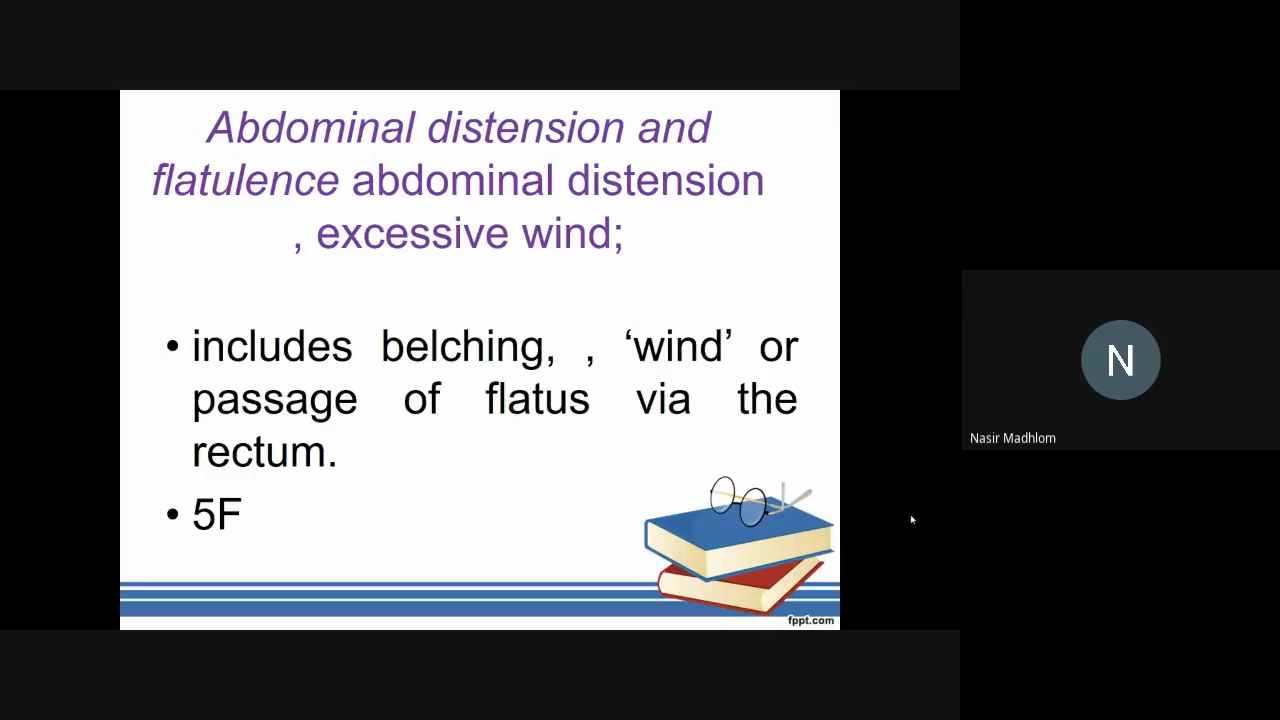 Abdominal distension and
flatulence abdominal distension
, excessive wind;
• includes belching, , ‘wind’ or
passage of flatus via the
rectum.
• 5F
fppt.com
N
Nasir Madhlom